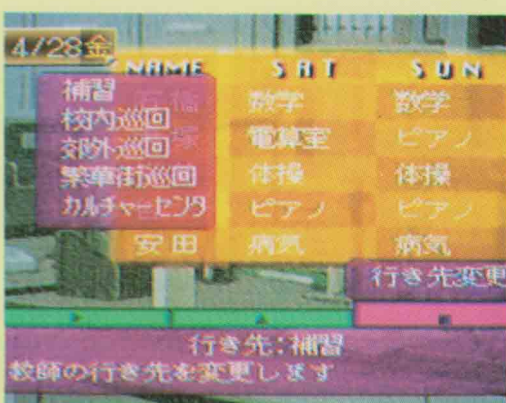 4/28金
NAME SAT SUN
補習
校内巡回
郊外巡回
繁華街巡回
カルチャーセンタ
橋 数学 数学
塚 電算室 ピアノ
体操 体操
ピアノ ピアノ
安田 病気 病気
行き先変更
行き先:補習
教師の行き先を変更します